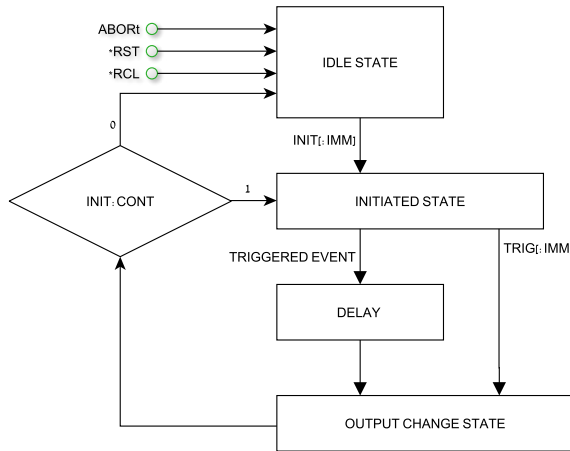 ABORt
*RST
*RCL
IDLE STATE
0
INIT[: IMM]
INIT: CONT
1
INITIATED STATE
TRIGGERED EVENT
TRIG[: IMM
DELAY
OUTPUT CHANGE STATE